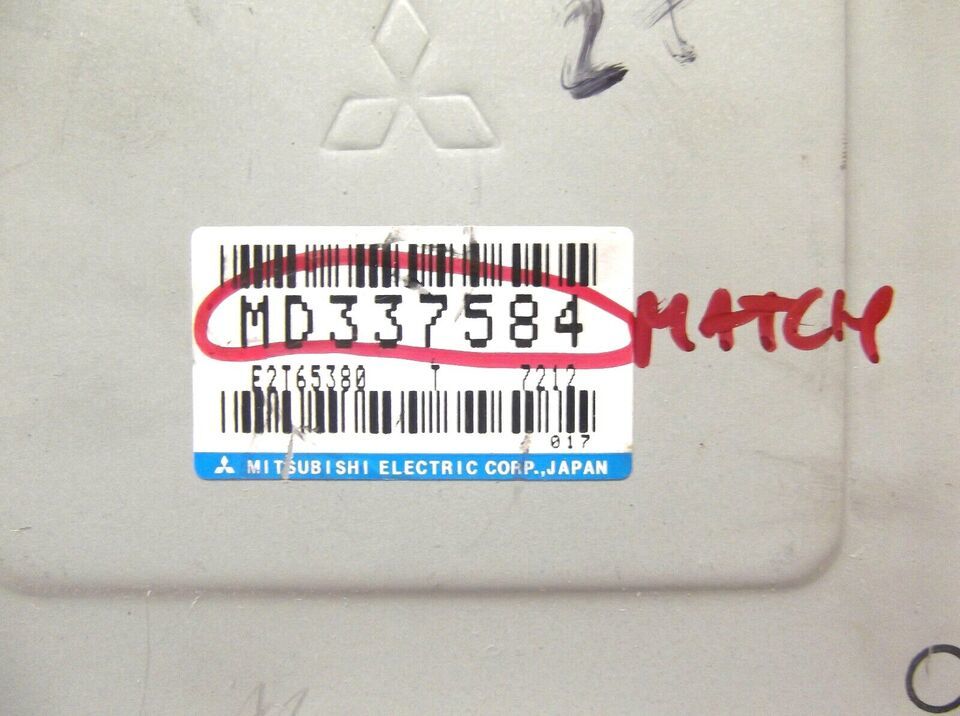 MD337584
MATCH
E2T65380 T 7212
017
MITSUBISHI ELECTRIC CORP.,JAPAN